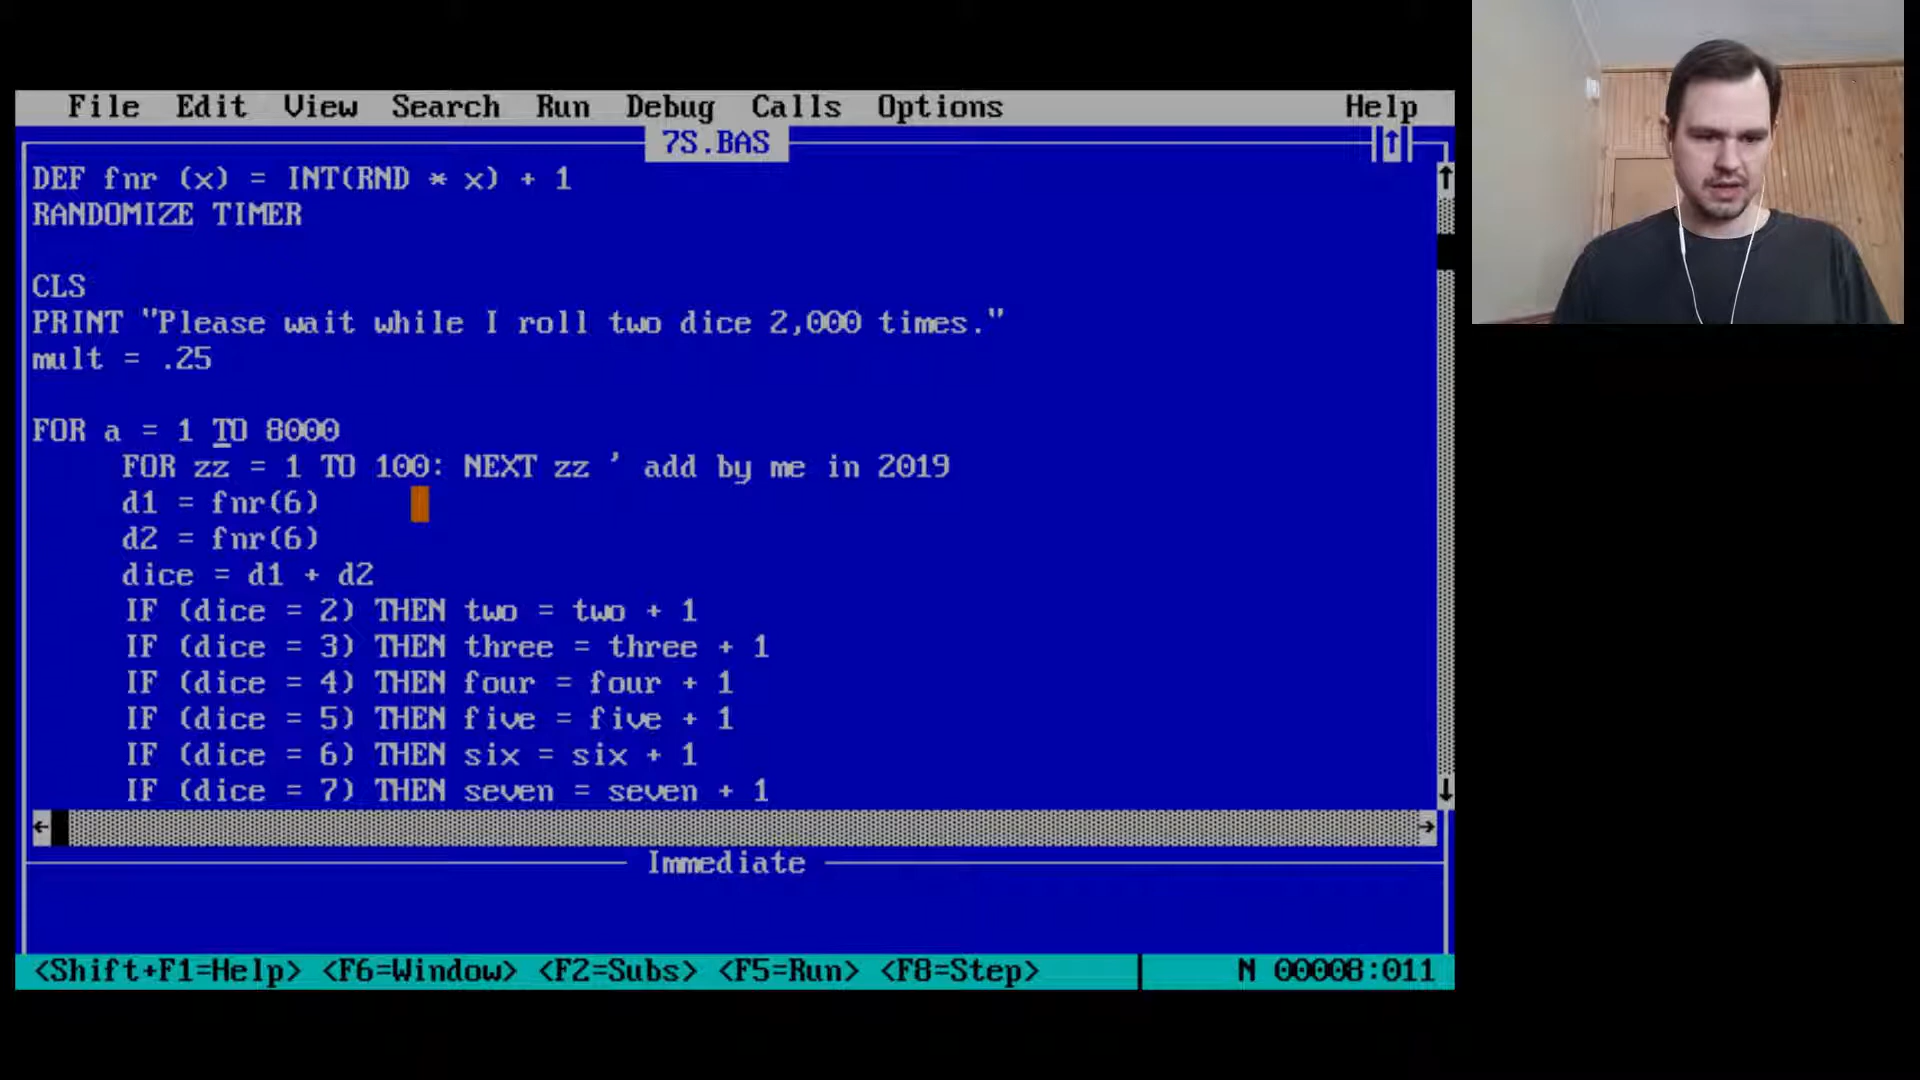 File Edit View Search Run Debug Calls Options Help
7S.BAS
DEF fnr (x) = INT(RND * x) + 1
RANDOMIZE TIMER
CLS
PRINT "Please wait while I roll two dice 2,000 times."
mult = .25
FOR a = 1 TO 8000
FOR zz = 1 TO 100: NEXT zz ' add by me in 2019
d1 = fnr(6)
d2 = fnr(6)
dice = d1 + d2
IF (dice = 2) THEN two = two + 1
IF (dice = 3) THEN three = three + 1
IF (dice = 4) THEN four = four + 1
IF (dice = 5) THEN five = five + 1
IF (dice = 6) THEN six = six + 1
IF (dice = 7) THEN seven = seven + 1
Immediate
<Shift+F1=Help> <F6=Window> <F2=Subs> <F5=Run> <F8=Step> N 00008:011